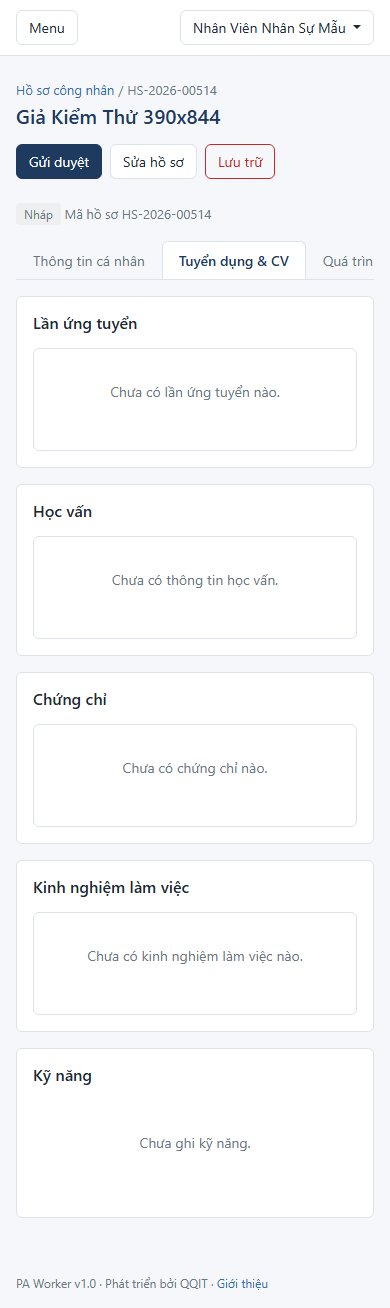 Menu
Nhân Viên Nhân Sự Mẫu
Hồ sơ công nhân / HS-2026-00514
Giả Kiểm Thử 390x844
Gửi duyệt
Sửa hồ sơ
Lưu trữ
Nháp Mã hồ sơ HS-2026-00514
Thông tin cá nhân
Tuyển dụng & CV
Quá trìn
Lần ứng tuyển
Chưa có lần ứng tuyển nào.
Học vấn
Chưa có thông tin học vấn.
Chứng chỉ
Chưa có chứng chỉ nào.
Kinh nghiệm làm việc
Chưa có kinh nghiệm làm việc nào.
Kỹ năng
Chưa ghi kỹ năng.
PA Worker v1.0 · Phát triển bởi QQIT · Giới thiệu